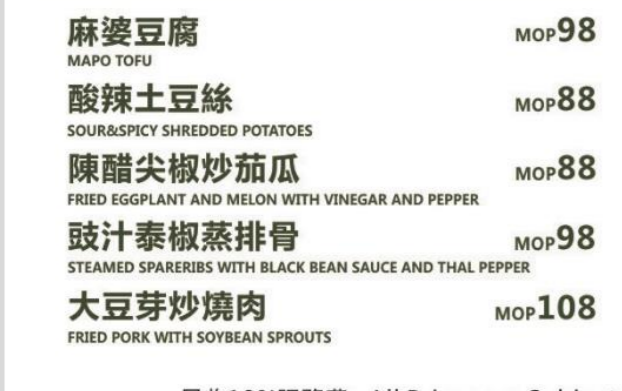 麻婆豆腐 MOP98
MAPO TOFU
酸辣土豆絲 MOP88
SOUR&SPICY SHREDDED POTATOES
陳醋尖椒炒茄瓜 MOP88
FRIED EGGPLANT AND MELON WITH VINEGAR AND PEPPER
豉汁泰椒蒸排骨 MOP98
STEAMED SPARERIBS WITH BLACK BEAN SAUCE AND THAL PEPPER
大豆芽炒燒肉 MOP108
FRIED PORK WITH SOYBEAN SPROUTS